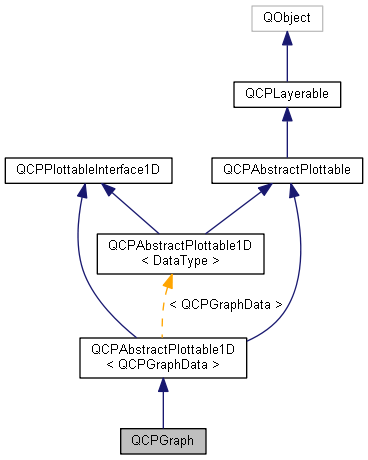 QObject
QCPLayerable
QCPPlottableInterface1D
QCPAbstractPlottable
QCPAbstractPlottable1D
< DataType >
< QCPGraphData >
QCPAbstractPlottable1D
< QCPGraphData >
QCPGraph